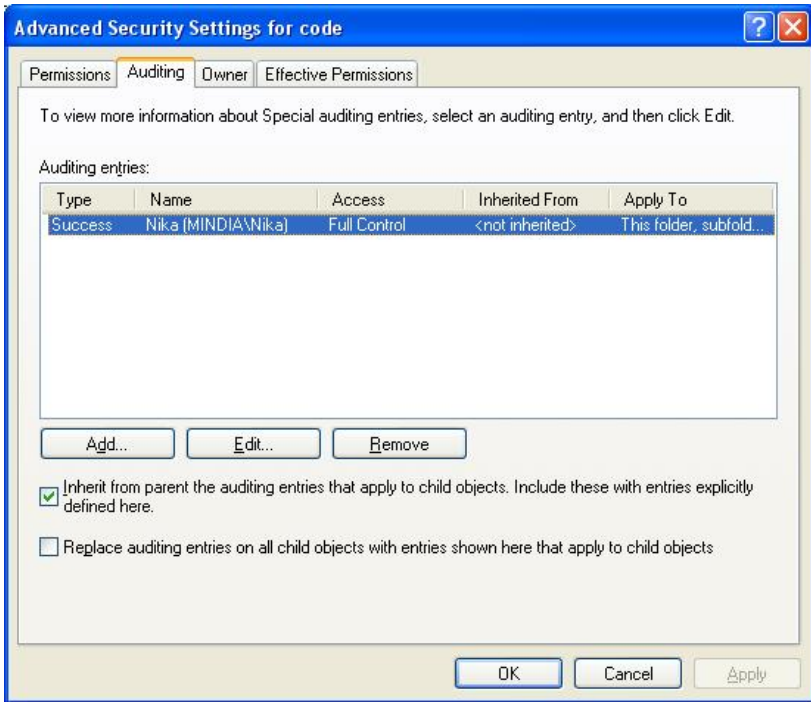 Advanced Security Settings for code
Permissions Auditing Owner Effective Permissions
To view more information about Special auditing entries, select an auditing entry, and then click Edit.
Auditing entries:
Type Name Access Inherited From Apply To
Success Nika (MINDIA\Nika) Full Control <not inherited> This folder, subfold...
Add... Edit... Remove
Inherit from parent the auditing entries that apply to child objects. Include these with entries explicitly
defined here.
Replace auditing entries on all child objects with entries shown here that apply to child objects
OK Cancel Apply